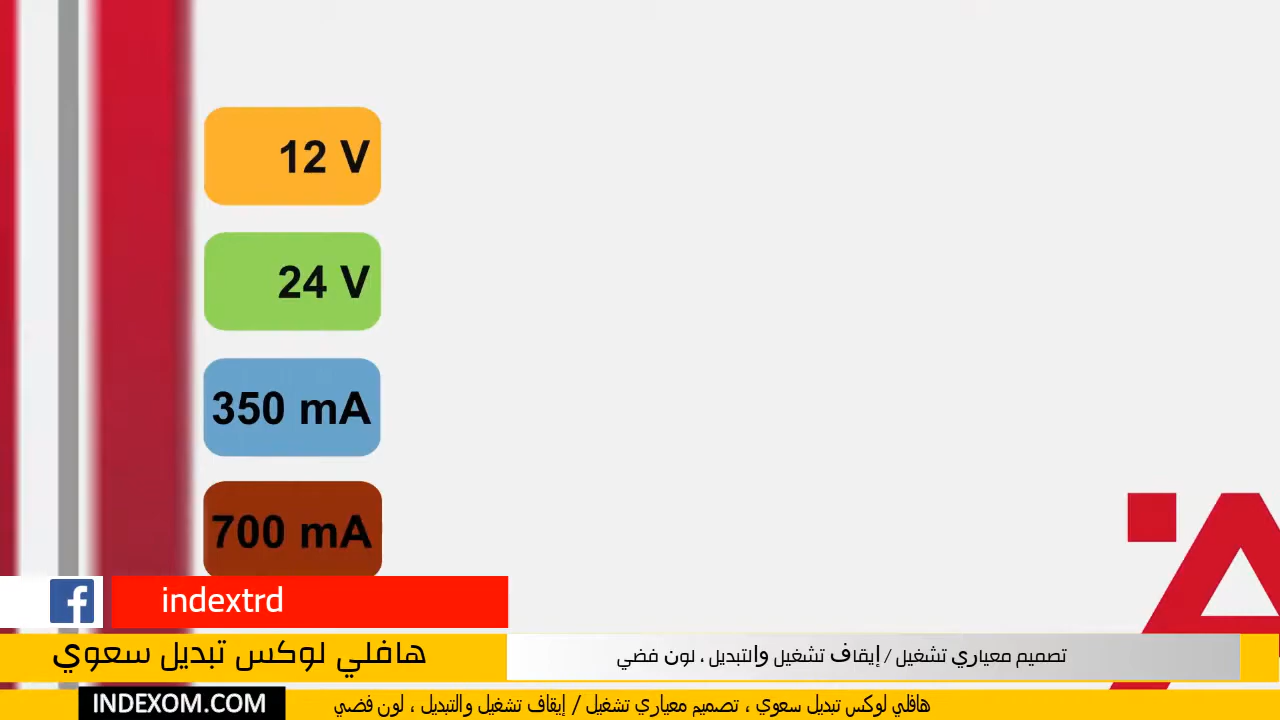 12 V
24 V
350 mA
700 mA
indextrd
هافلي لوكس تبديل سعوي
تصميم معياري تشغيل / إيقاف تشغيل والتبديل ، لون فضي
INDEXOM.COM
هافلي لوكس تبديل سعوي ، تصميم معياري تشغيل / إيقاف تشغيل والتبديل ، لون فضي